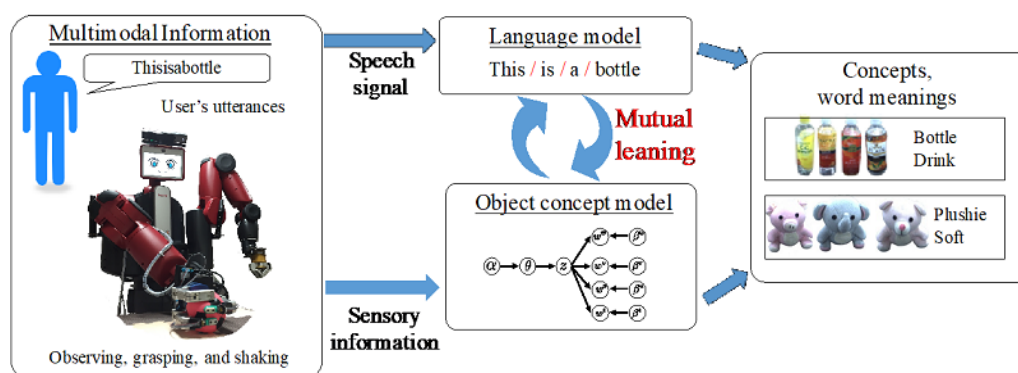 Multimodal Information
Thisisabottle
User's utterances
Observing, grasping, and shaking
Speech
signal
Sensory
information
Language model
This / is / a / bottle
Mutual
leaning
Object concept model
α θ z
Concepts,
word meanings
Bottle
Drink
Plushie
Soft